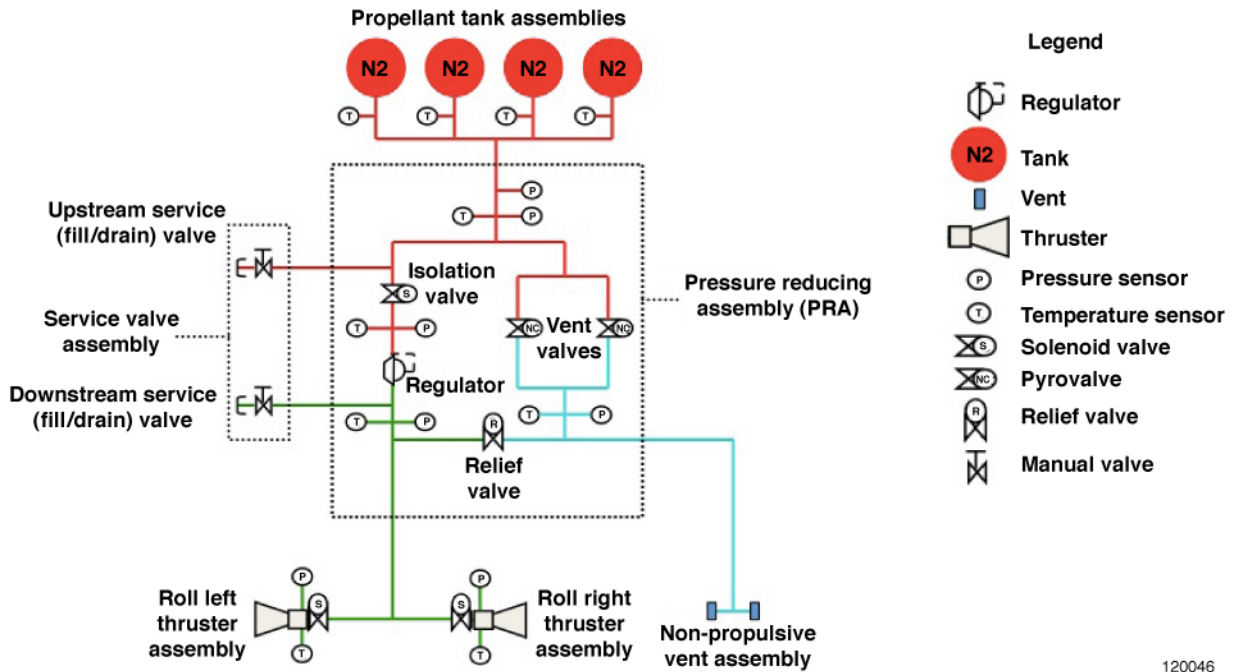 Propellant tank assemblies
N2 N2 N2 N2
T T T T
P
T P
Upstream service
(fill/drain) valve
Isolation
valve
S
T P
Service valve
assembly
Pressure reducing
assembly (PRA)
NC NC
Vent
valves
Regulator
Downstream service
(fill/drain) valve
T P
T P
R
Relief
valve
Roll left
thruster
assembly
P
S
T
P
S
T
Roll right
thruster
assembly
Non-propulsive
vent assembly
Legend
Regulator
N2 Tank
Vent
Thruster
P Pressure sensor
T Temperature sensor
S Solenoid valve
NC Pyrovalve
R Relief valve
Manual valve
120046